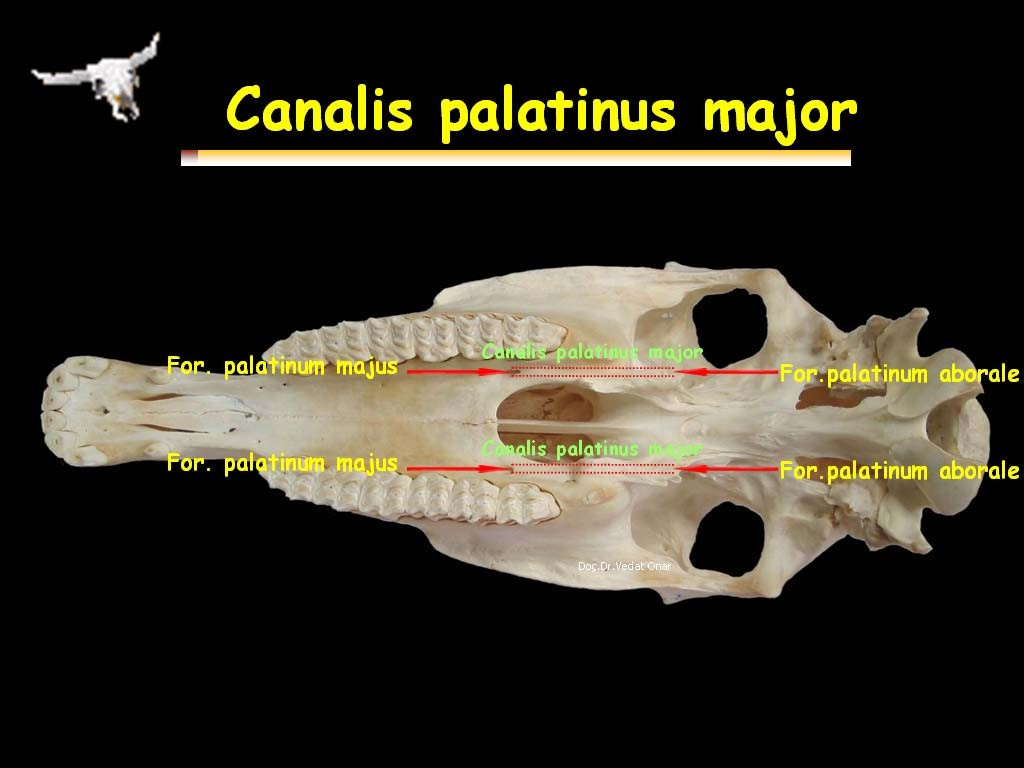 Canalis palatinus major
Canalis palatinus major
For. palatinum majus
For.palatinum aborale
Canalis palatinus major
For. palatinum majus
For.palatinum aborale
Doç.Dr.Vedat Onar